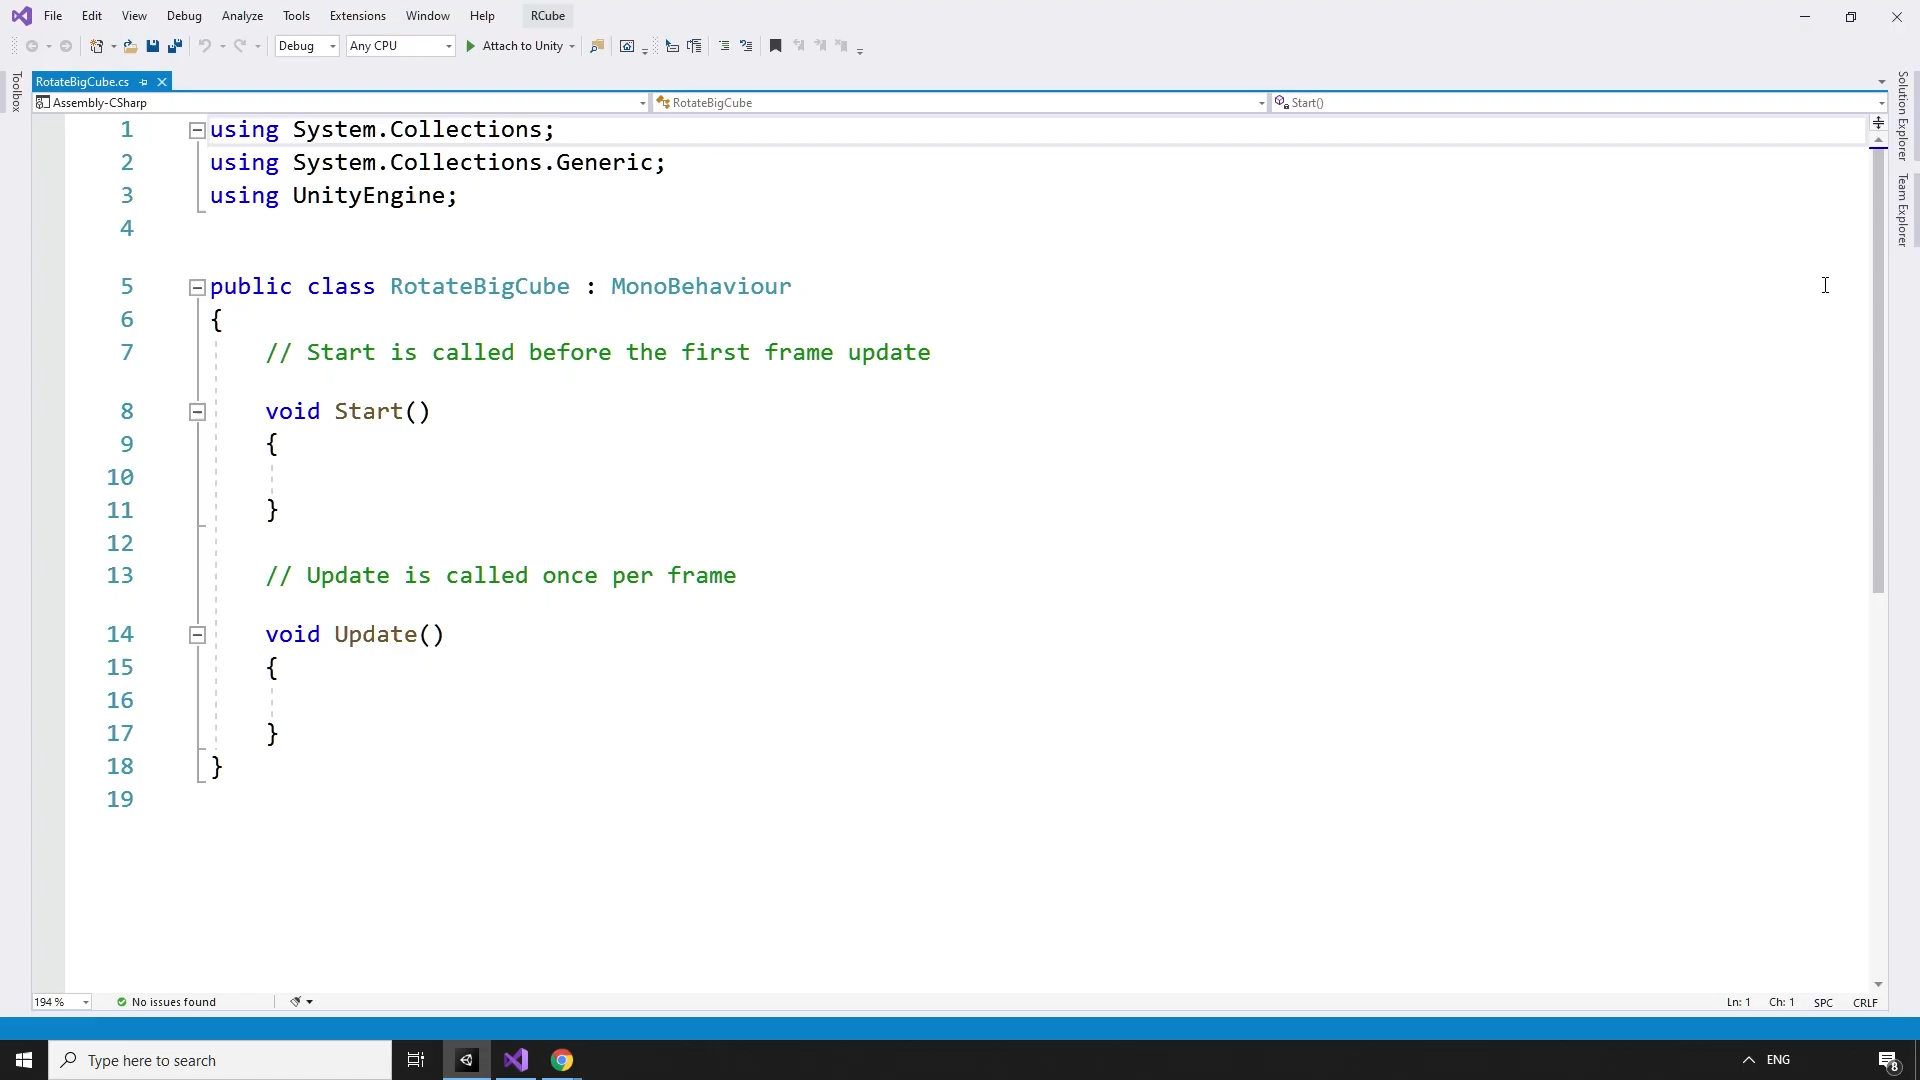 File Edit View Debug Analyze Tools Extensions Window Help RCube
Debug Any CPU Attach to Unity
RotateBigCube.cs
Toolbox
Assembly-CSharp RotateBigCube Start()
Solution Explorer
Team Explorer
1 using System.Collections;
2 using System.Collections.Generic;
3 using UnityEngine;
4
5 public class RotateBigCube : MonoBehaviour
6 {
7 // Start is called before the first frame update
8 void Start()
9 {
10
11 }
12
13 // Update is called once per frame
14 void Update()
15 {
16
17 }
18 }
19
194 % No issues found Ln: 1 Ch: 1 SPC CRLF
Type here to search ENG 8